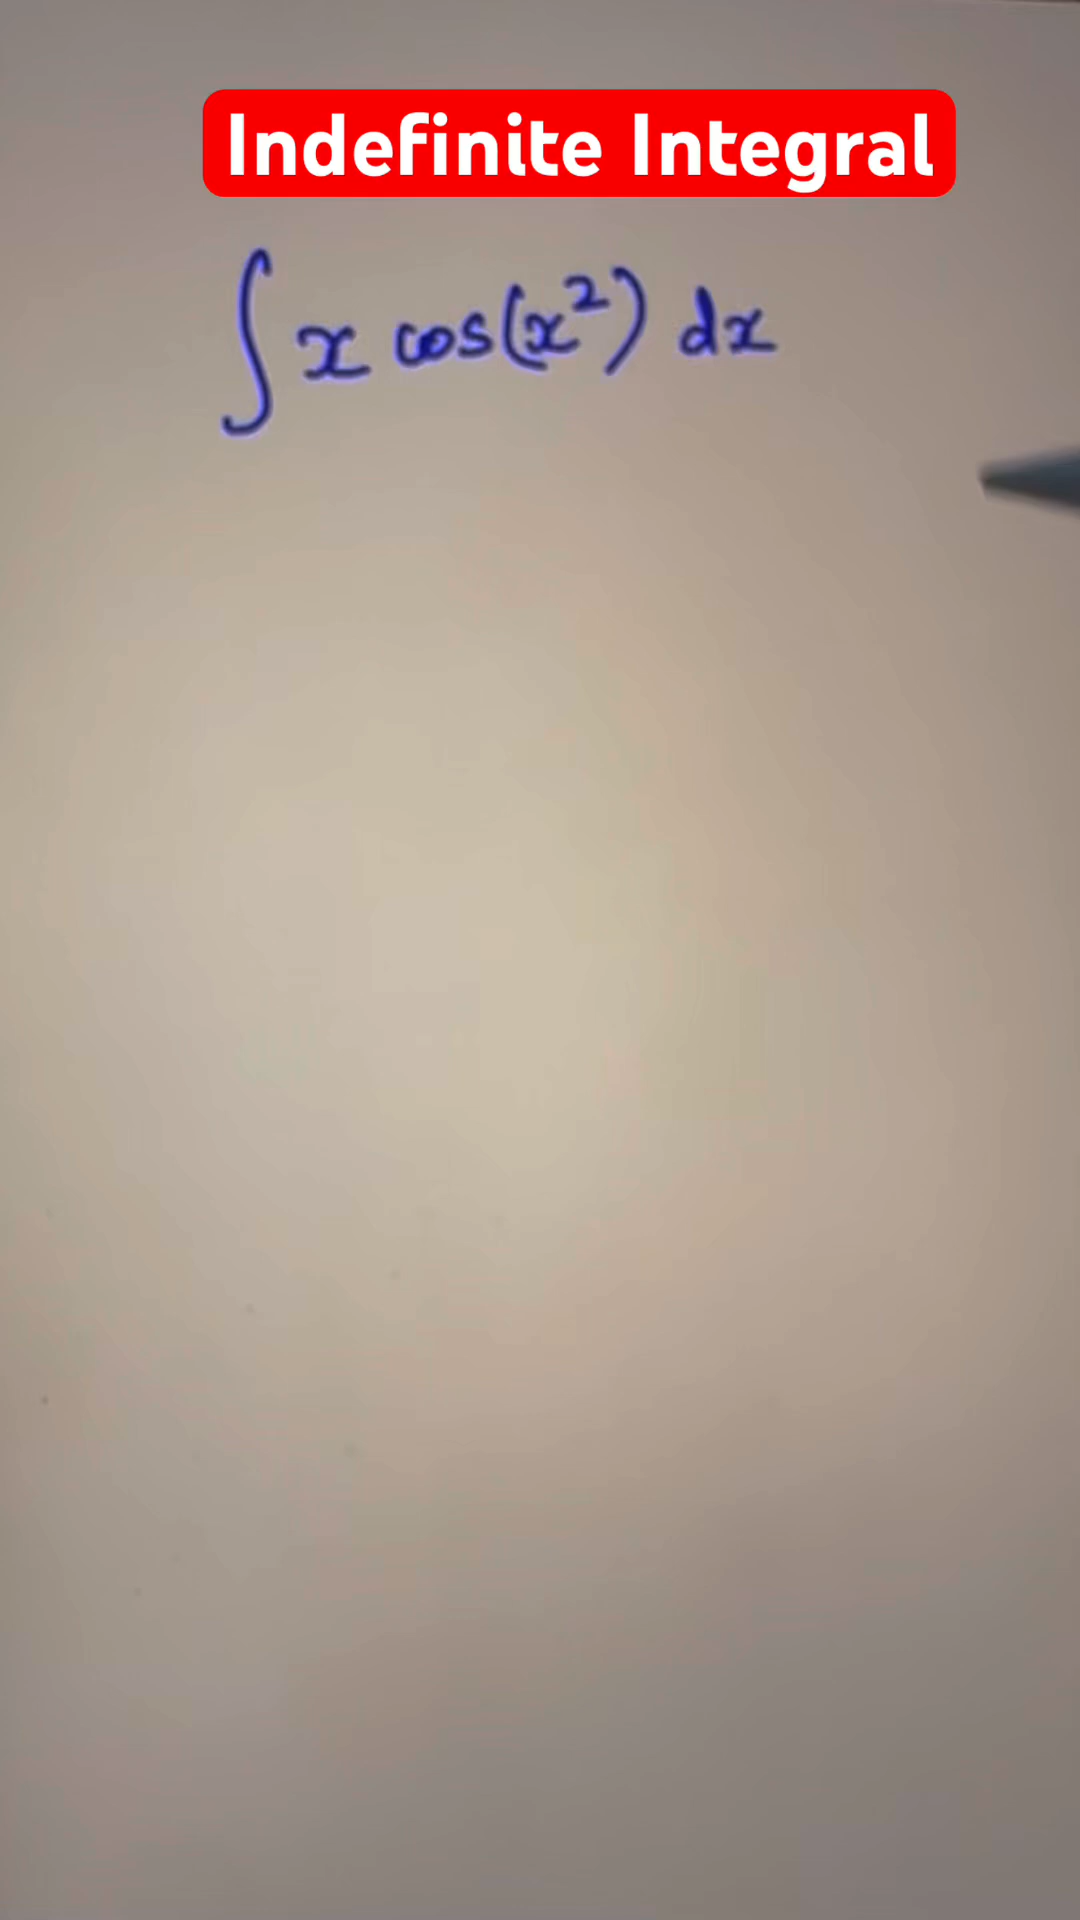 Indefinite Integral
∫ x cos(x²) dx